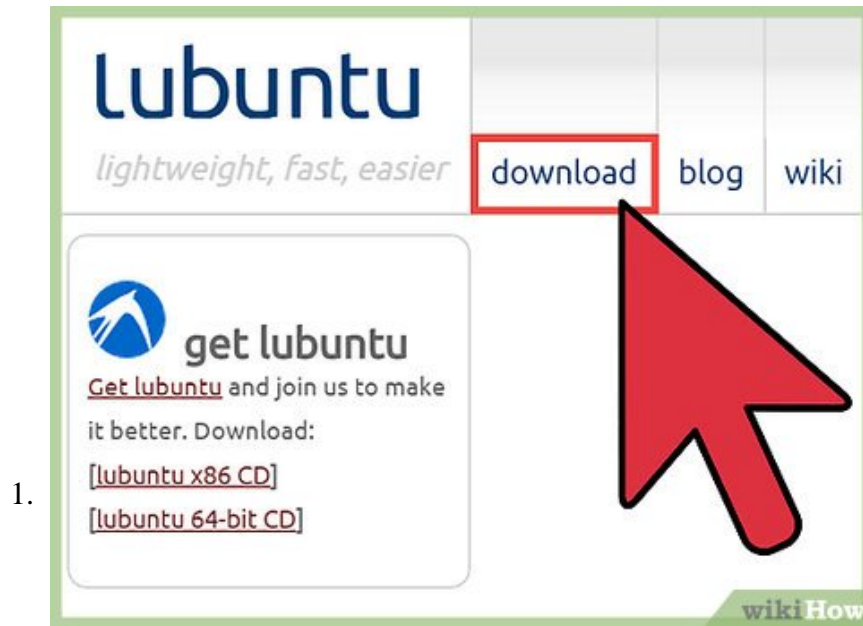 lubuntu
lightweight, fast, easier
download blog wiki
get lubuntu
Get lubuntu and join us to make
it better. Download:
[lubuntu x86 CD]
1.
[lubuntu 64-bit CD]
wikiHow